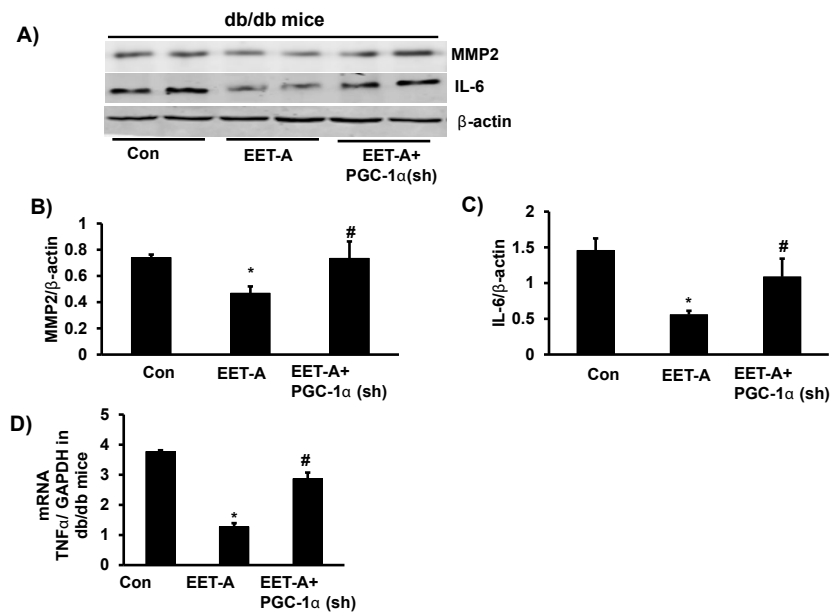 db/db mice
A)
MMP2
IL-6
β-actin
Con EET-A EET-A+
PGC-1α(sh)
B)
MMP2/β-actin
1
0.8
0.6
0.4
0.2
0
*
#
Con EET-A EET-A+
PGC-1α (sh)
C)
IL-6/β-actin
2
1.5
1
0.5
0
*
#
Con EET-A EET-A+
PGC-1α (sh)
D)
mRNA
TNFα/ GAPDH in
db/db mice
5
4
3
2
1
0
*
#
Con EET-A EET-A+
PGC-1α (sh)